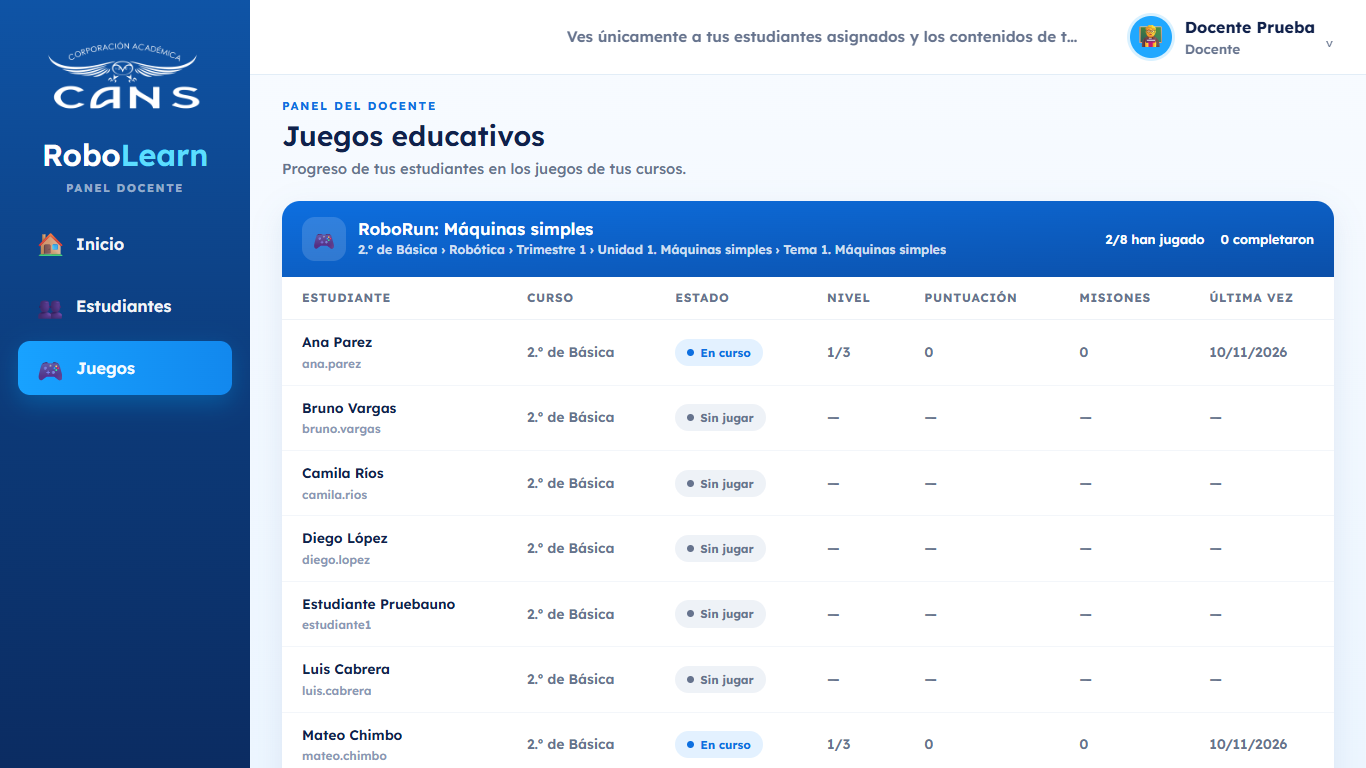 CORPORACIÓN ACADÉMICA
CANS
RoboLearn
PANEL DOCENTE
Inicio
Estudiantes
Juegos
Ves únicamente a tus estudiantes asignados y los contenidos de t...
Docente Prueba
Docente
v
PANEL DEL DOCENTE
Juegos educativos
Progreso de tus estudiantes en los juegos de tus cursos.
RoboRun: Máquinas simples
2.º de Básica › Robótica › Trimestre 1 › Unidad 1. Máquinas simples › Tema 1. Máquinas simples
2/8 han jugado 0 completaron
ESTUDIANTE CURSO ESTADO NIVEL PUNTUACIÓN MISIONES ÚLTIMA VEZ
Ana Parez
ana.parez
2.º de Básica En curso 1/3 0 0 10/11/2026
Bruno Vargas
bruno.vargas
2.º de Básica Sin jugar — — — —
Camila Ríos
camila.rios
2.º de Básica Sin jugar — — — —
Diego López
diego.lopez
2.º de Básica Sin jugar — — — —
Estudiante Pruebauno
estudiante1
2.º de Básica Sin jugar — — — —
Luis Cabrera
luis.cabrera
2.º de Básica Sin jugar — — — —
Mateo Chimbo
mateo.chimbo
2.º de Básica En curso 1/3 0 0 10/11/2026